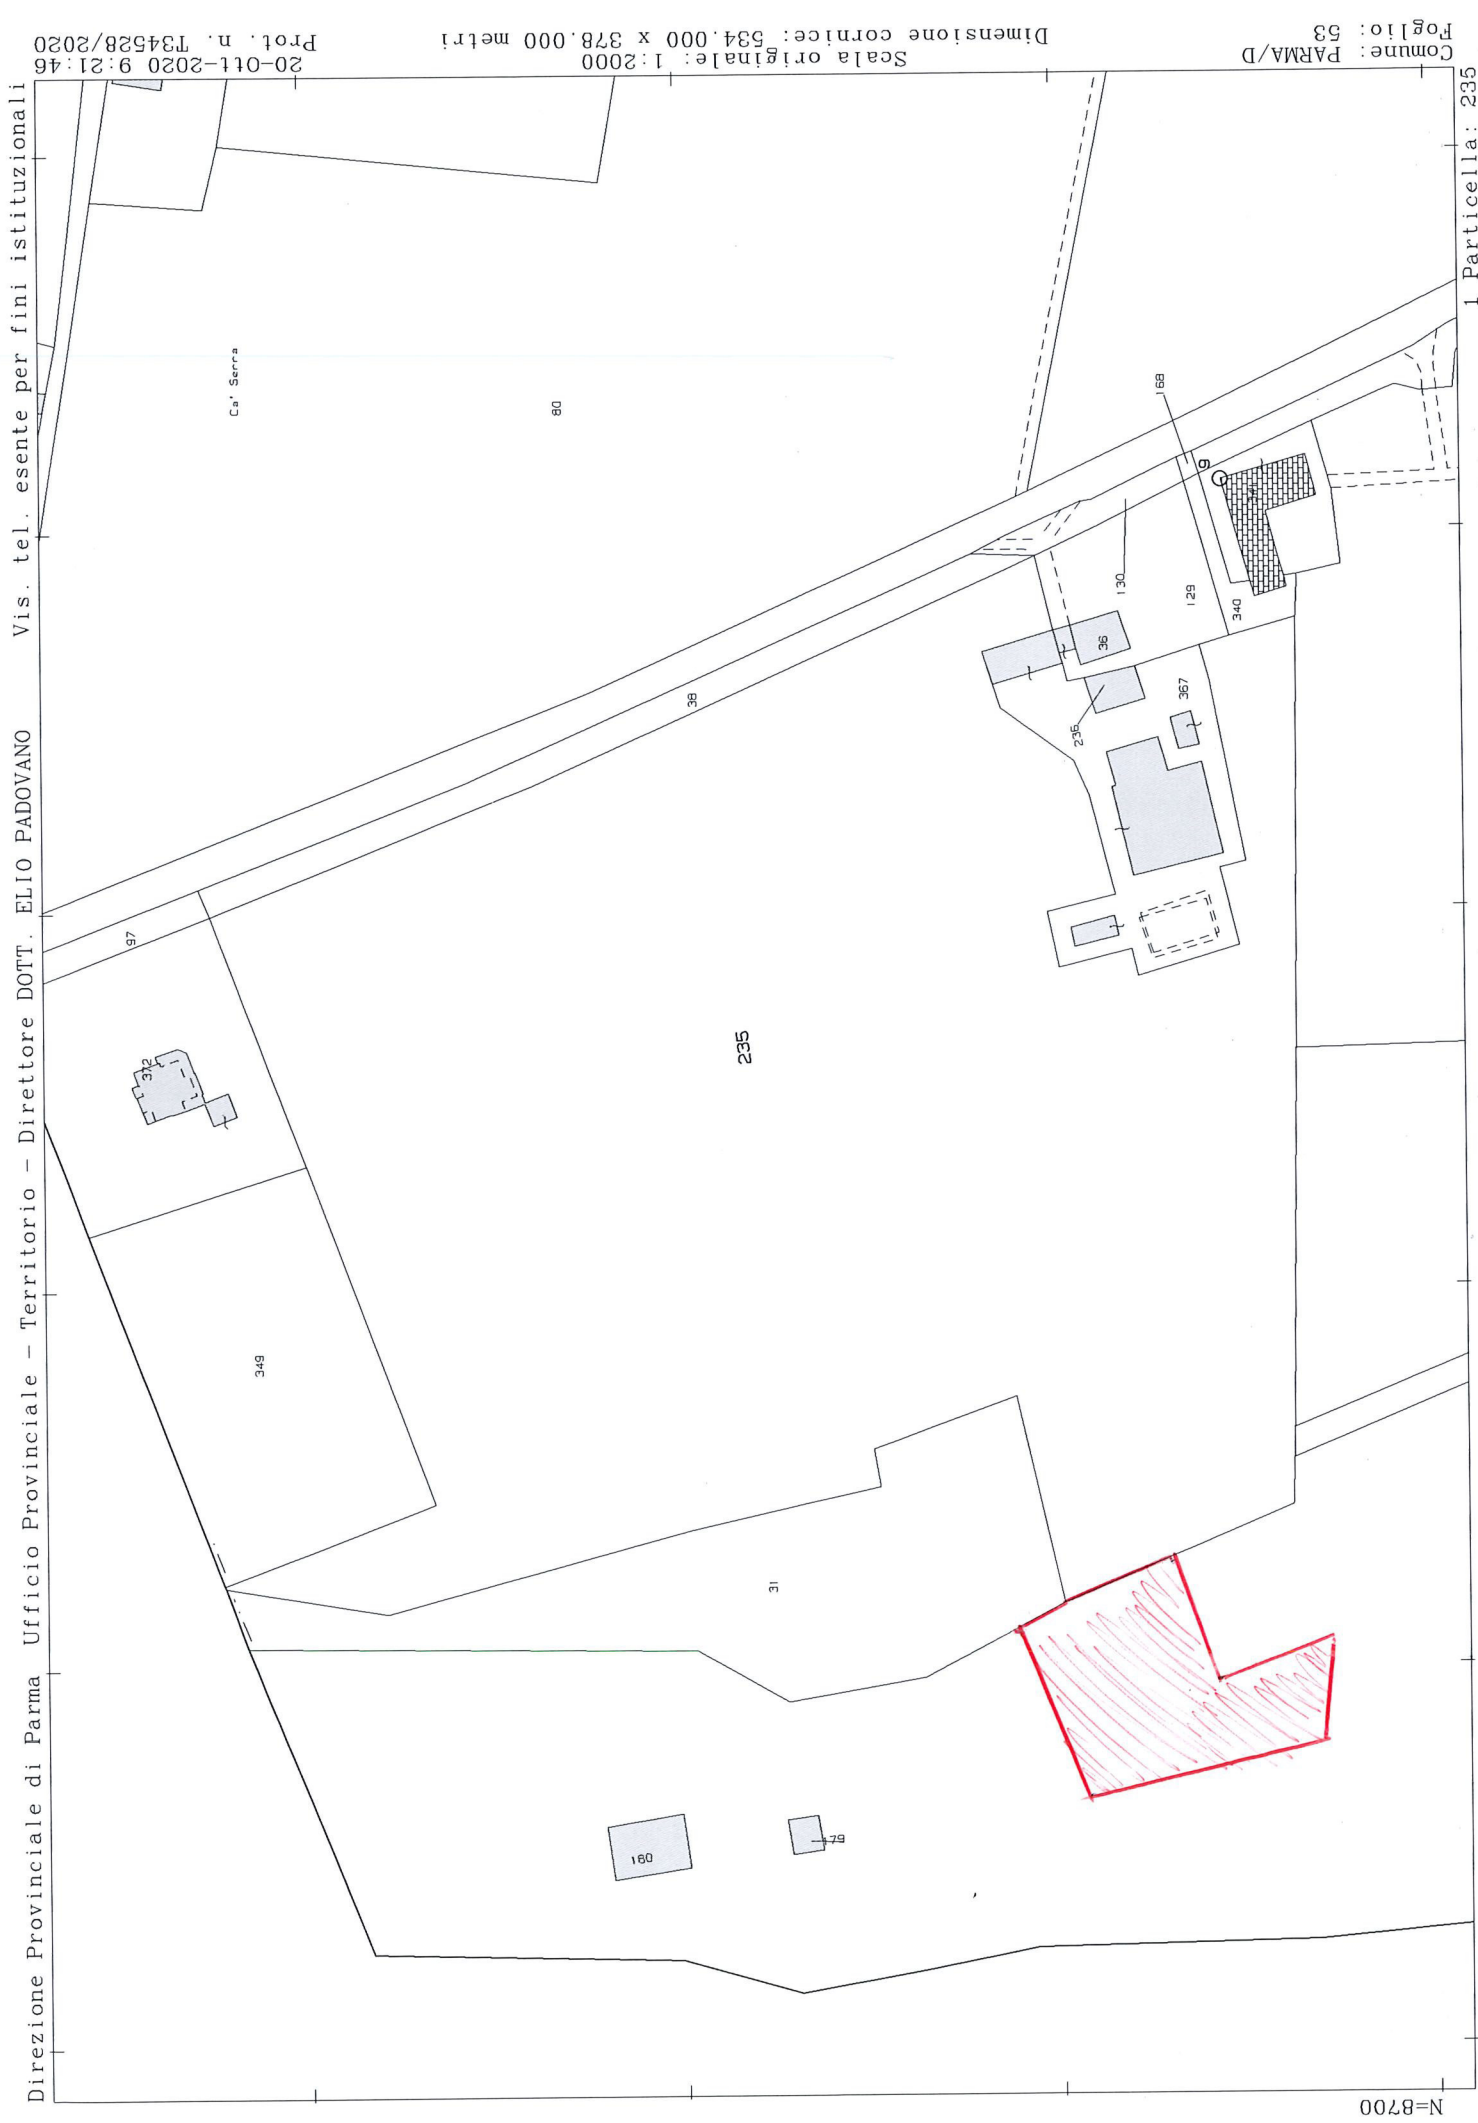 Direzione Provinciale di Parma Ufficio Provinciale - Territorio - Direttore DOTT. ELIO PADOVANO Vis. tel. esente per fini istituzionali
20-Ott-2020 9:21:46
Prot. n. T34528/2020
Scala originale: 1:2000
Dimensione cornice: 534.000 x 378.000 metri
Comune: PARMA/D
Foglio: 53
1 Particella: 235
N=8700
Ca' Serra
80
168
9
341
130
129
340
36
38
236
367
97
372
235
349
31
180
179